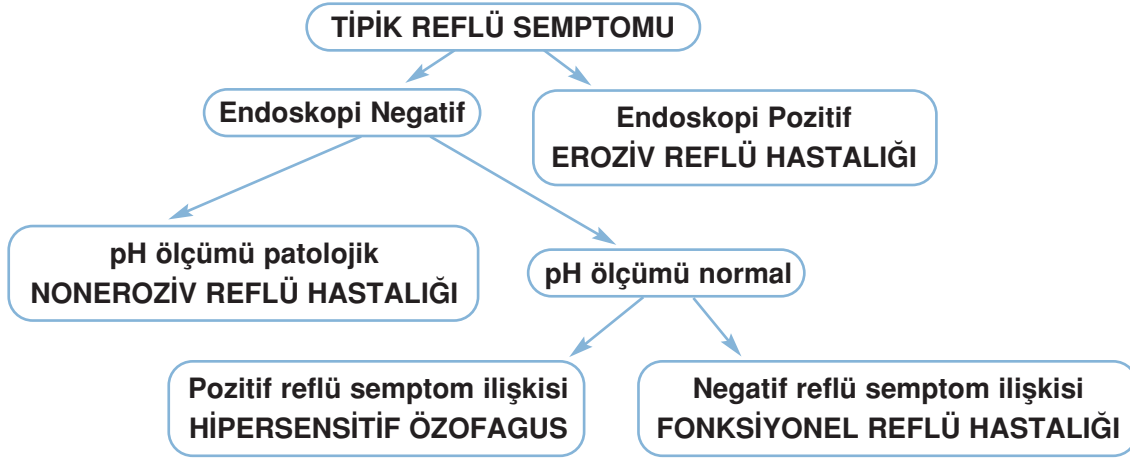 TİPİK REFLÜ SEMPTOMU
Endoskopi Negatif
Endoskopi Pozitif
EROZİV REFLÜ HASTALIĞI
pH ölçümü patolojik
NONEROZİV REFLÜ HASTALIĞI
pH ölçümü normal
Pozitif reflü semptom ilişkisi
HİPERSENSİTİF ÖZOFAGUS
Negatif reflü semptom ilişkisi
FONKSİYONEL REFLÜ HASTALIĞI